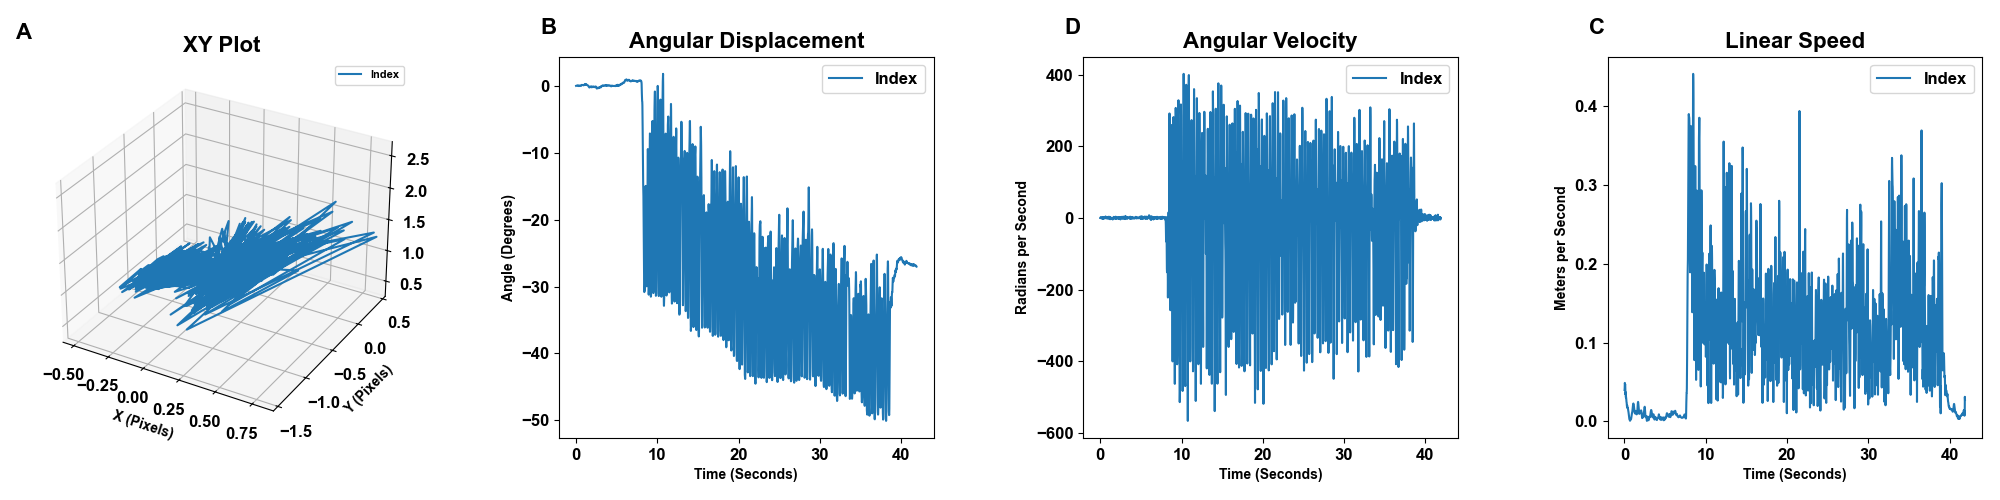 A
XY Plot
Index
2.5
2.0
1.5
1.0
0.5
0.5
0.0
−0.5
−1.0
−1.5
Y (Pixels)
−0.50
−0.25
0.00
0.25
0.50
0.75
X (Pixels)
B
Angular Displacement
Index
0
−10
−20
−30
−40
−50
Angle (Degrees)
0 10 20 30 40
Time (Seconds)
D
Angular Velocity
Index
400
200
0
−200
−400
−600
Radians per Second
0 10 20 30 40
Time (Seconds)
C
Linear Speed
Index
0.4
0.3
0.2
0.1
0.0
Meters per Second
0 10 20 30 40
Time (Seconds)